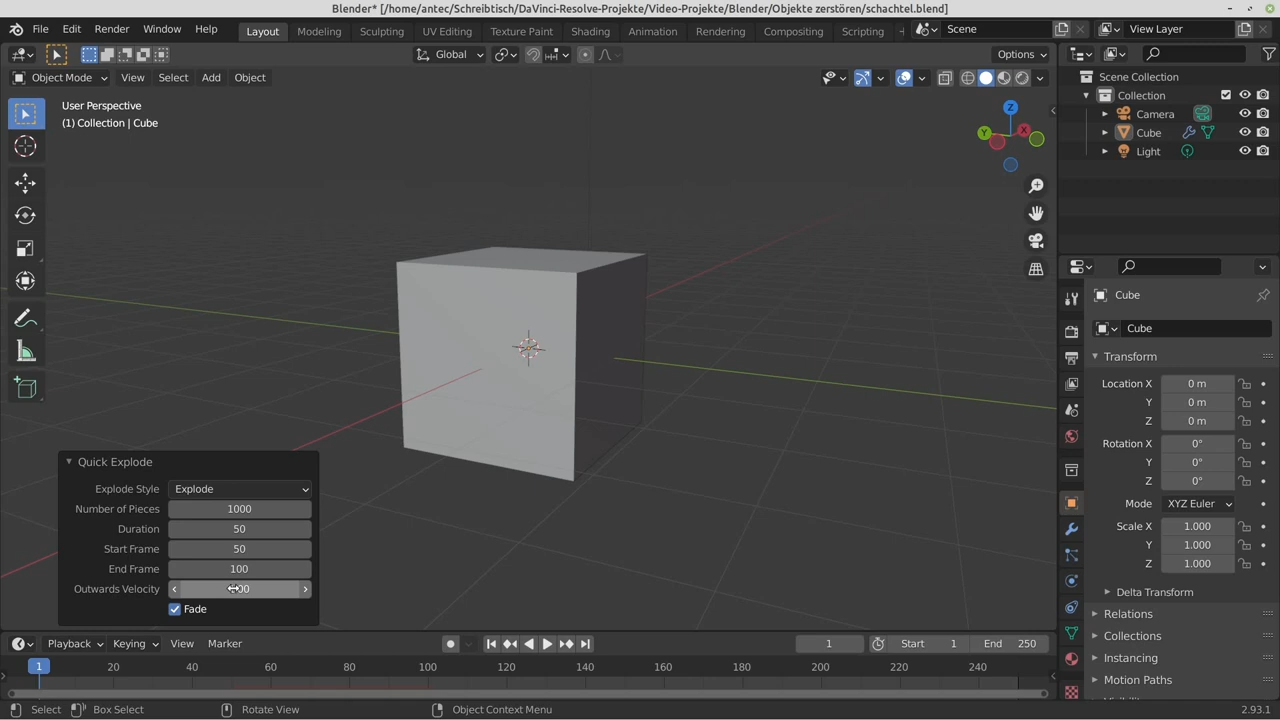 Blender* [/home/antec/Schreibtisch/DaVinci-Resolve-Projekte/Video-Projekte/Blender/Objekte zerstören/schachtel.blend]
File Edit Render Window Help Layout Modeling Sculpting UV Editing Texture Paint Shading Animation Rendering Compositing Scripting Scene View Layer
Global Options
Object Mode View Select Add Object
User Perspective
(1) Collection | Cube
Z
Y X
Scene Collection
Collection
Camera
Cube
Light
Cube
Cube
Transform
Location X 0 m
Y 0 m
Z 0 m
Rotation X 0°
Y 0°
Z 0°
Mode XYZ Euler
Scale X 1.000
Y 1.000
Z 1.000
Delta Transform
Relations
Collections
Instancing
Motion Paths
Quick Explode
Explode Style Explode
Number of Pieces 1000
Duration 50
Start Frame 50
End Frame 100
Outwards Velocity
Fade
Playback Keying View Marker 1 Start 1 End 250
1 20 40 60 80 100 120 140 160 180 200 220 240
Select Box Select Rotate View Object Context Menu 2.93.1